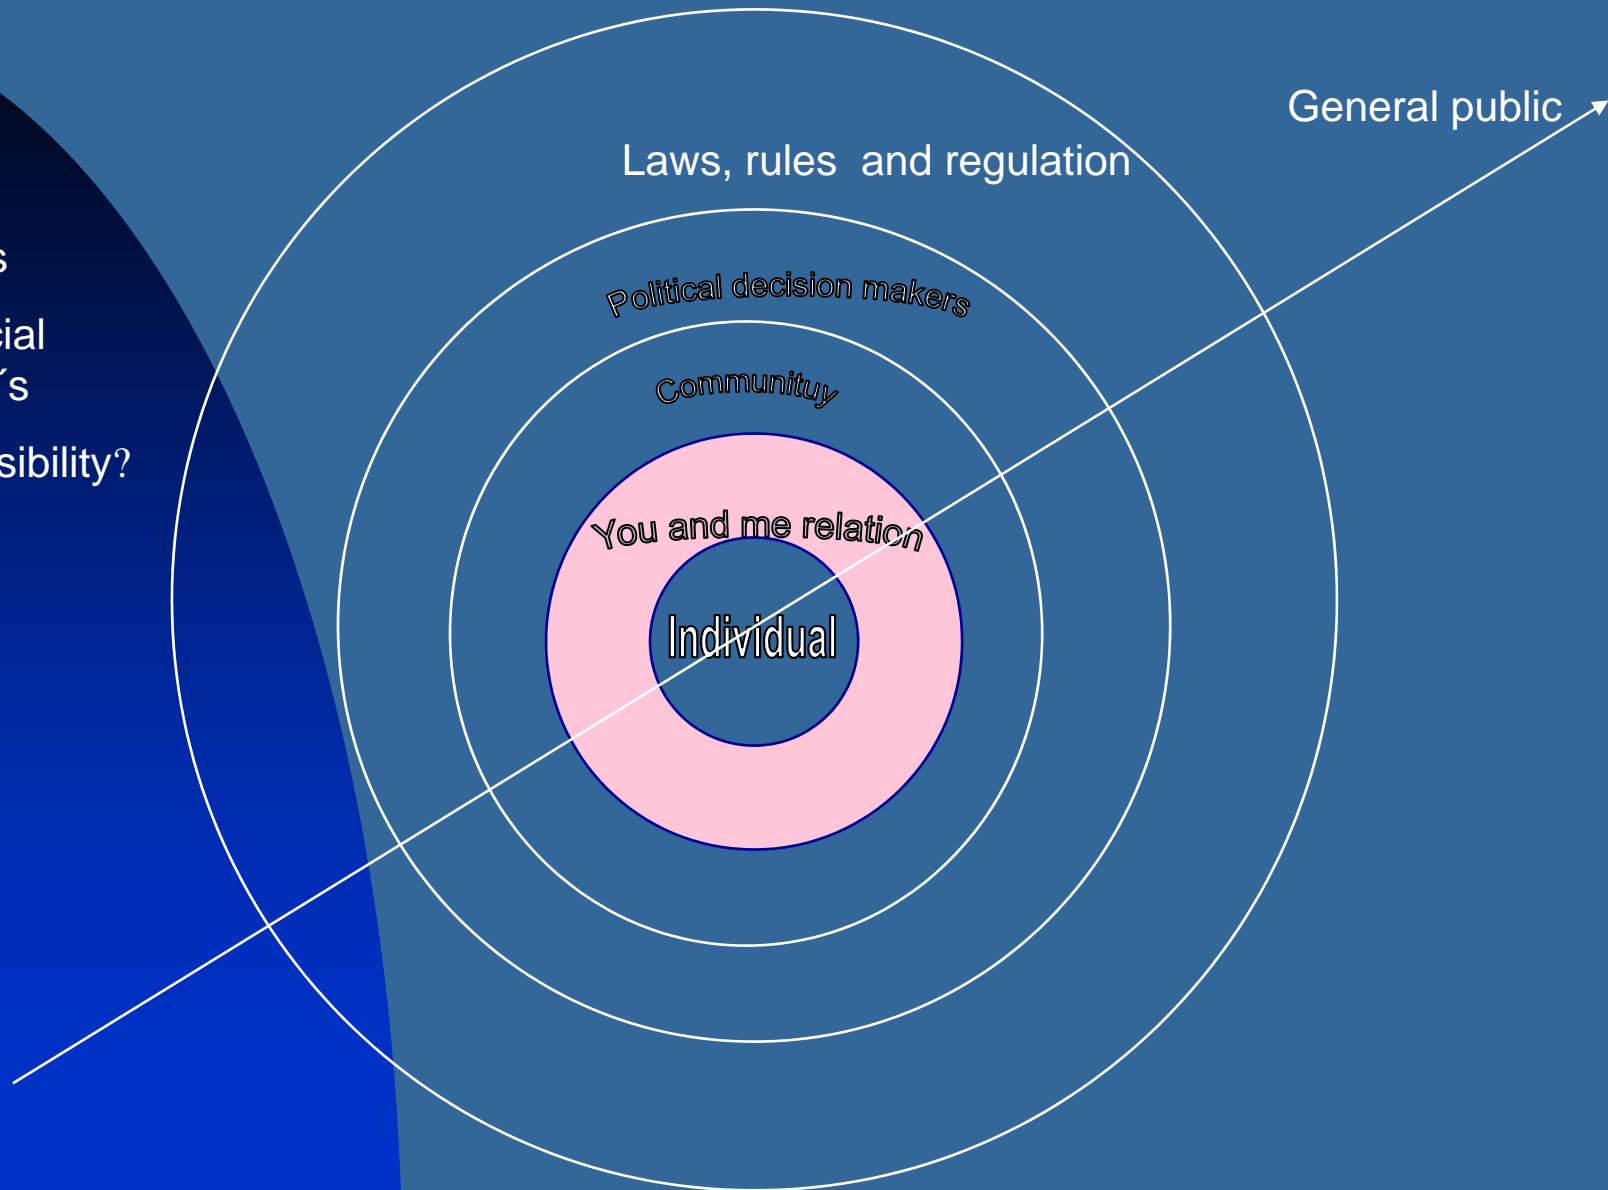 General public
Laws, rules  and regulation
s
cial
´s
sibility?
Political decision makers
Communituy
You and me relation
Individual